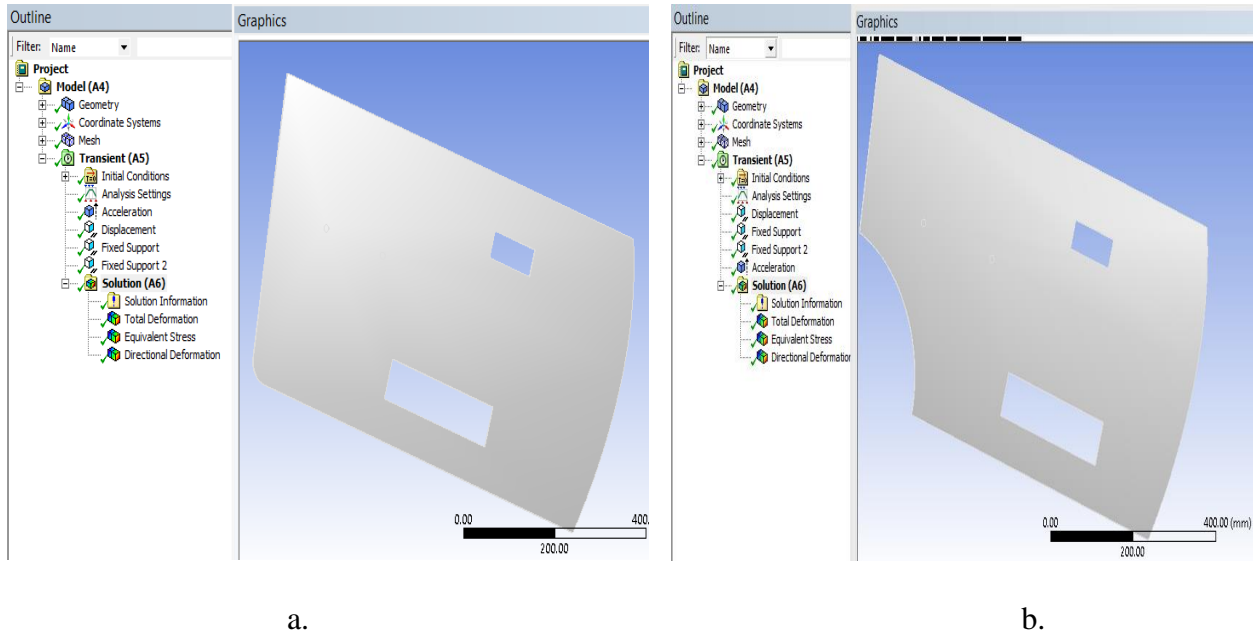 Outline
Filter: Name
Project
Model (A4)
Geometry
Coordinate Systems
Mesh
Transient (A5)
Initial Conditions
Analysis Settings
Acceleration
Displacement
Fixed Support
Fixed Support 2
Solution (A6)
Solution Information
Total Deformation
Equivalent Stress
Directional Deformation
Graphics
0.00 400.
200.00
Outline
Filter: Name
Project
Model (A4)
Geometry
Coordinate Systems
Mesh
Transient (A5)
Initial Conditions
Analysis Settings
Displacement
Fixed Support
Fixed Support 2
Acceleration
Solution (A6)
Solution Information
Total Deformation
Equivalent Stress
Directional Deformation
Graphics
0.00 400.00 (mm)
200.00
a.
b.